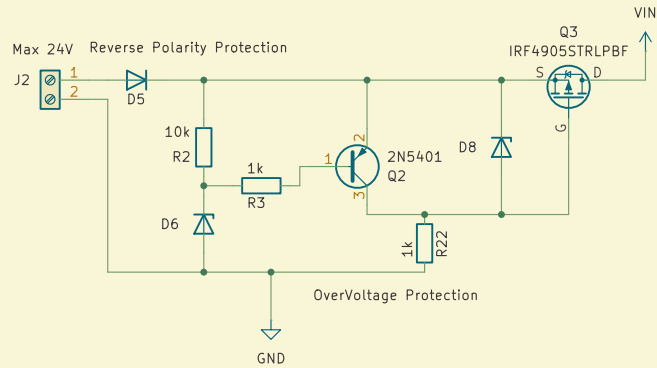 VIN
Q3
IRF4905STRLPBF
Max 24V
Reverse Polarity Protection
J2
1
2
D5
S
D
G
10k
R2
1k
R3
1
2
3
2N5401
Q2
D8
D6
1k
R22
OverVoltage Protection
GND